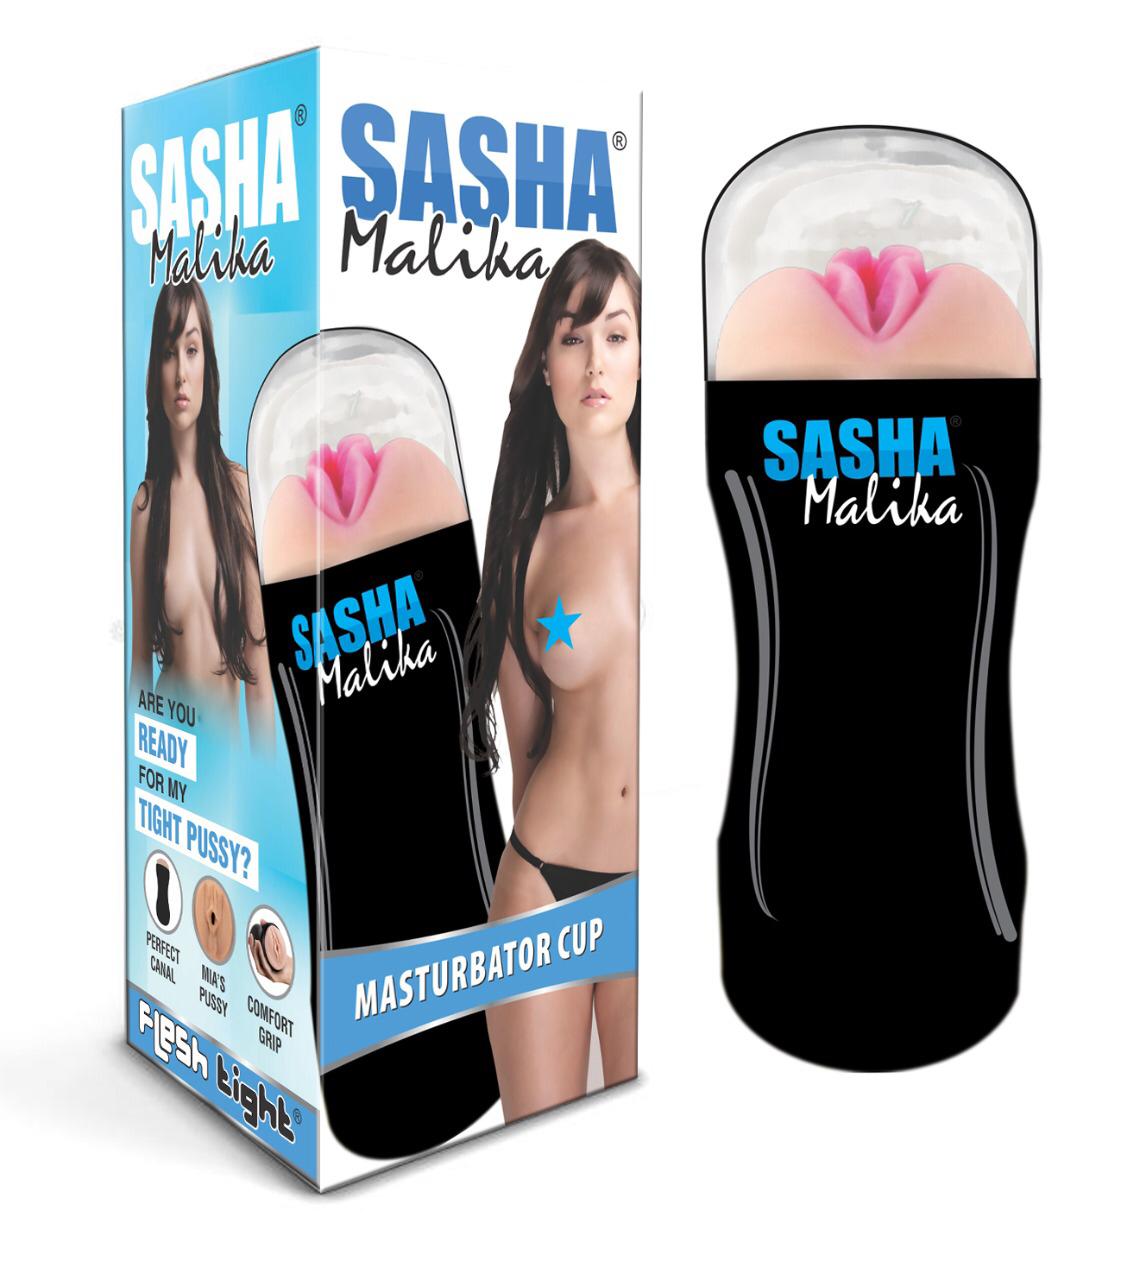 SASHA®
Malika
ARE YOU
READY
FOR MY
TIGHT PUSSY?
PERFECT
CANAL
MIA'S
PUSSY
COMFORT
GRIP
Flesh tight®
SASHA®
Malika
SASHA®
Malika
MASTURBATOR CUP
SASHA®
Malika